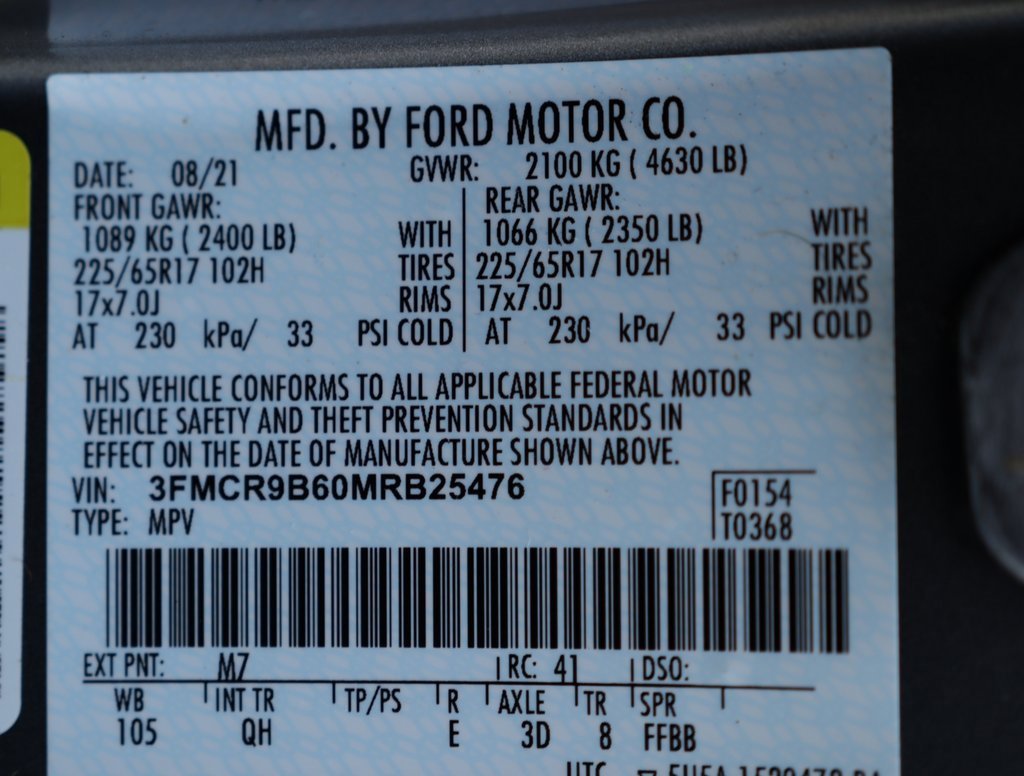 MFD. BY FORD MOTOR CO.
DATE: 08/21 GVWR: 2100 KG ( 4630 LB)
FRONT GAWR: REAR GAWR:
1089 KG ( 2400 LB) WITH 1066 KG ( 2350 LB) WITH
225/65R17 102H TIRES 225/65R17 102H TIRES
17x7.0J RIMS 17x7.0J RIMS
AT 230 kPa/ 33 PSI COLD AT 230 kPa/ 33 PSI COLD
THIS VEHICLE CONFORMS TO ALL APPLICABLE FEDERAL MOTOR
VEHICLE SAFETY AND THEFT PREVENTION STANDARDS IN
EFFECT ON THE DATE OF MANUFACTURE SHOWN ABOVE.
VIN: 3FMCR9B60MRB25476 F0154
TYPE: MPV T0368
EXT PNT: M7 RC: 41 DSO:
WB INT TR TP/PS R AXLE TR SPR
105 QH E 3D 8 FFBB
UTC